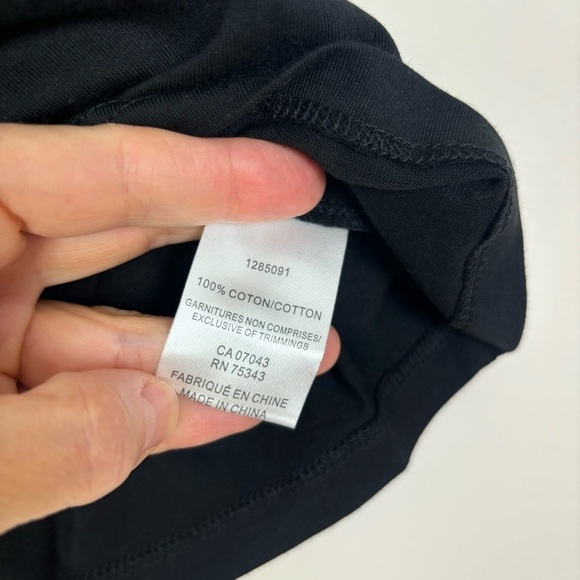 1285091
100% COTON/COTTON
GARNITURES NON COMPRISES/
EXCLUSIVE OF TRIMMINGS
CA 07043
RN 75343
FABRIQUÉ EN CHINE
MADE IN CHINA